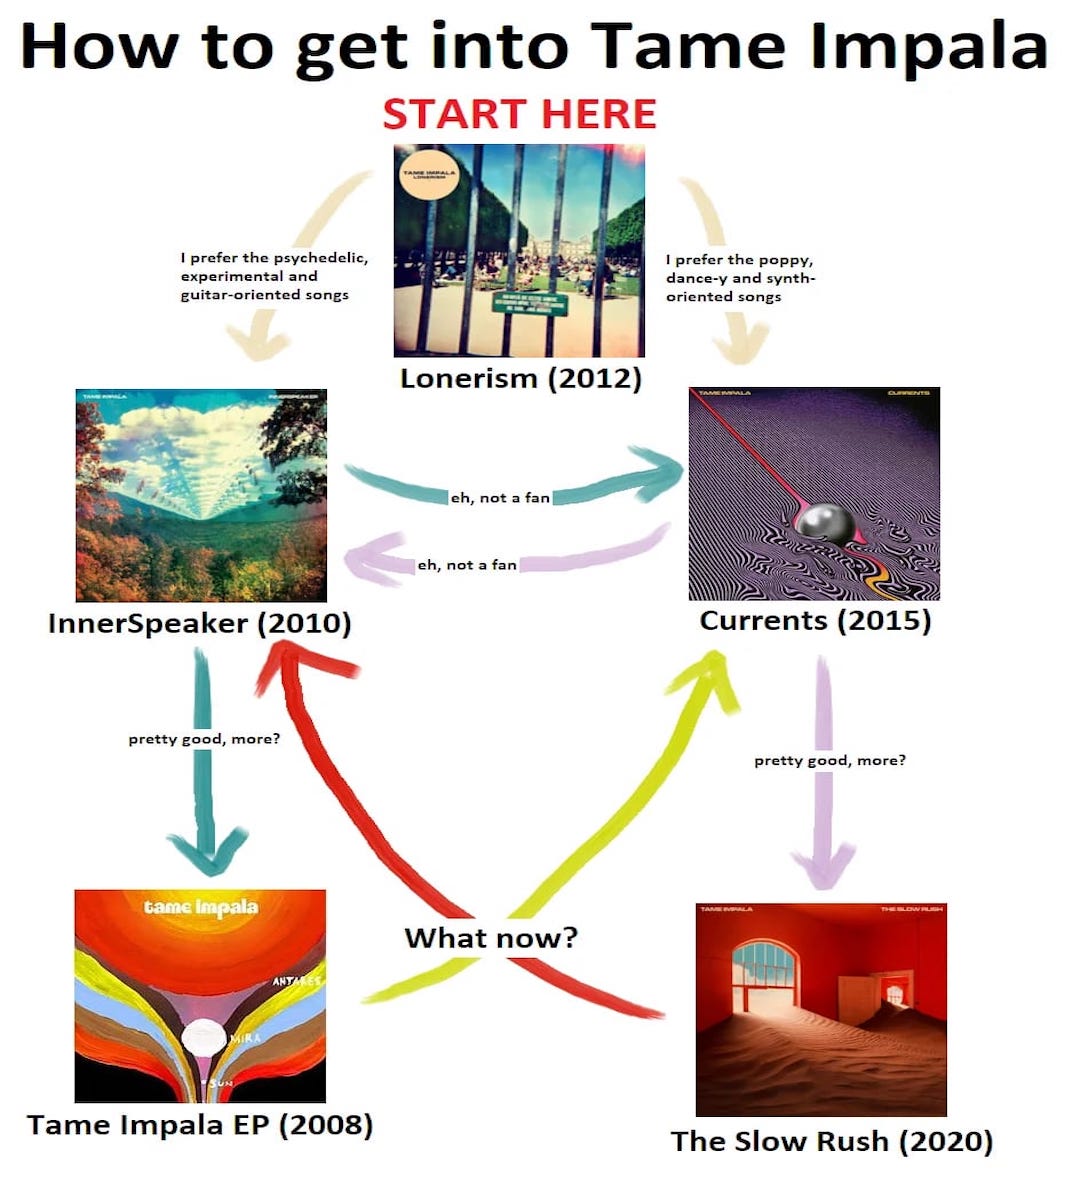 How to get into Tame Impala
START HERE
TAME IMPALA
LONERISM
I prefer the psychedelic,
experimental and
guitar-oriented songs
I prefer the poppy,
dance-y and synth-
oriented songs
Lonerism (2012)
TAME IMPALA
INNERSPEAKER
TAME IMPALA
CURRENTS
eh, not a fan
eh, not a fan
InnerSpeaker (2010)
Currents (2015)
pretty good, more?
pretty good, more?
tame impala
ANTARES
MIRA
SUN
What now?
TAME IMPALA
THE SLOW RUSH
Tame Impala EP (2008)
The Slow Rush (2020)